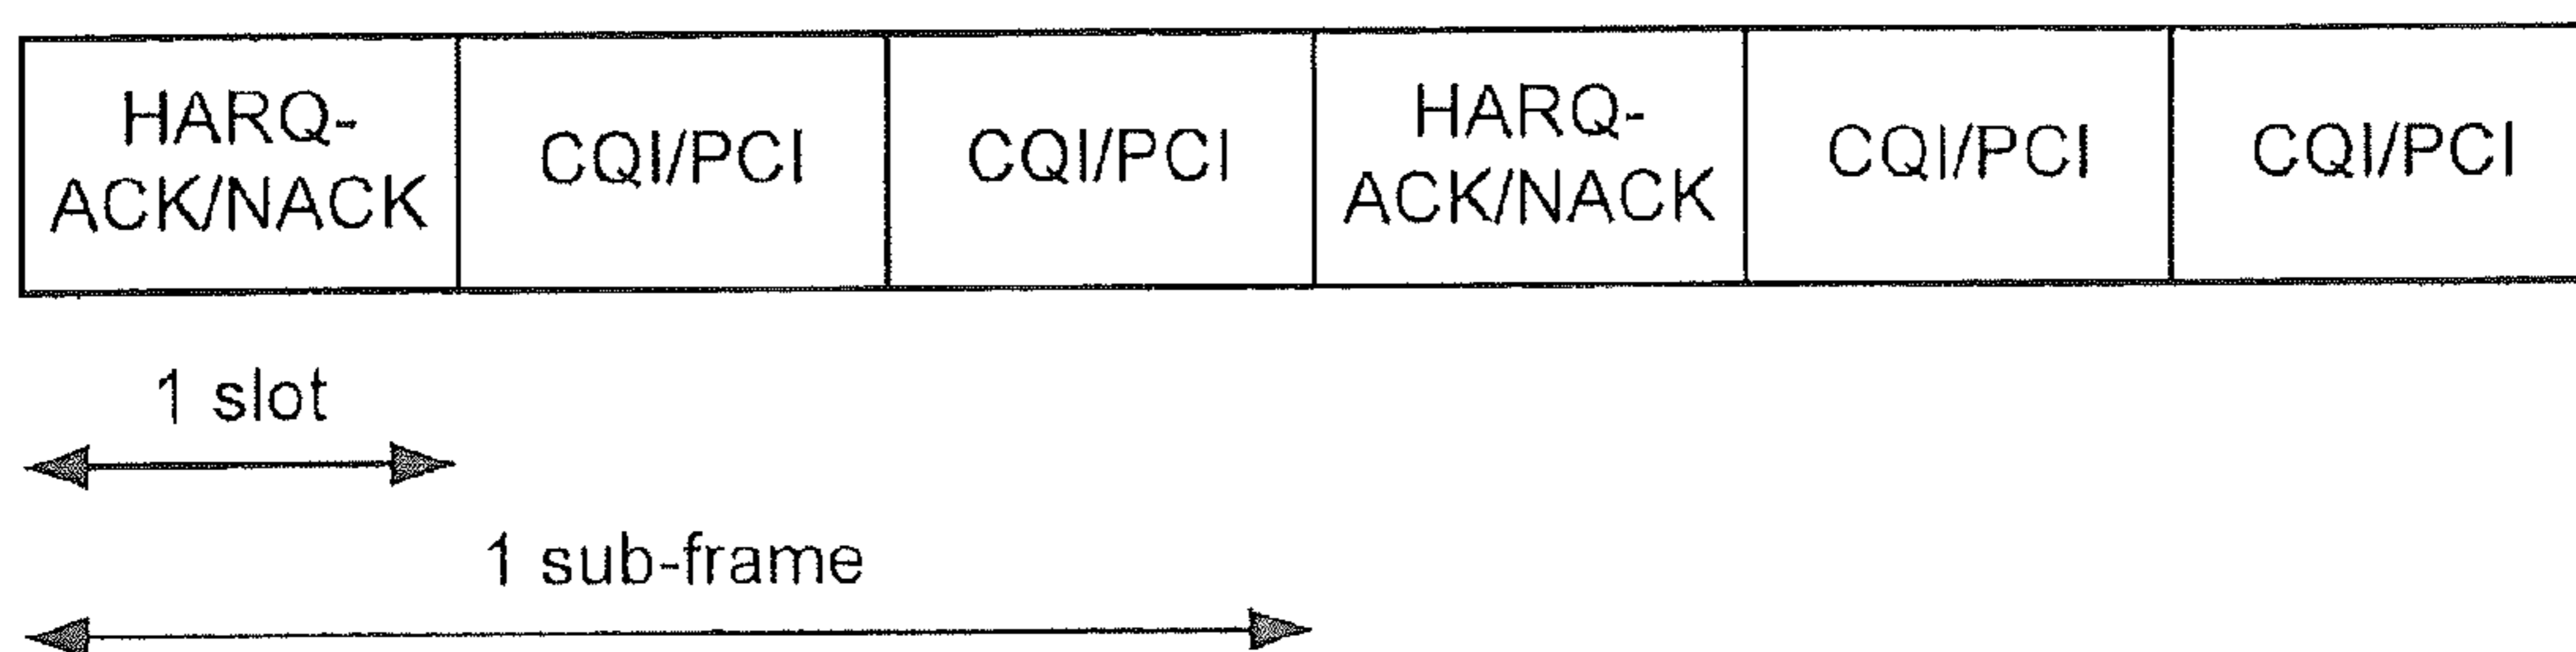 HARQ-
ACK/NACK
CQI/PCI
CQI/PCI
HARQ-
ACK/NACK
CQI/PCI
CQI/PCI
1 slot
1 sub-frame